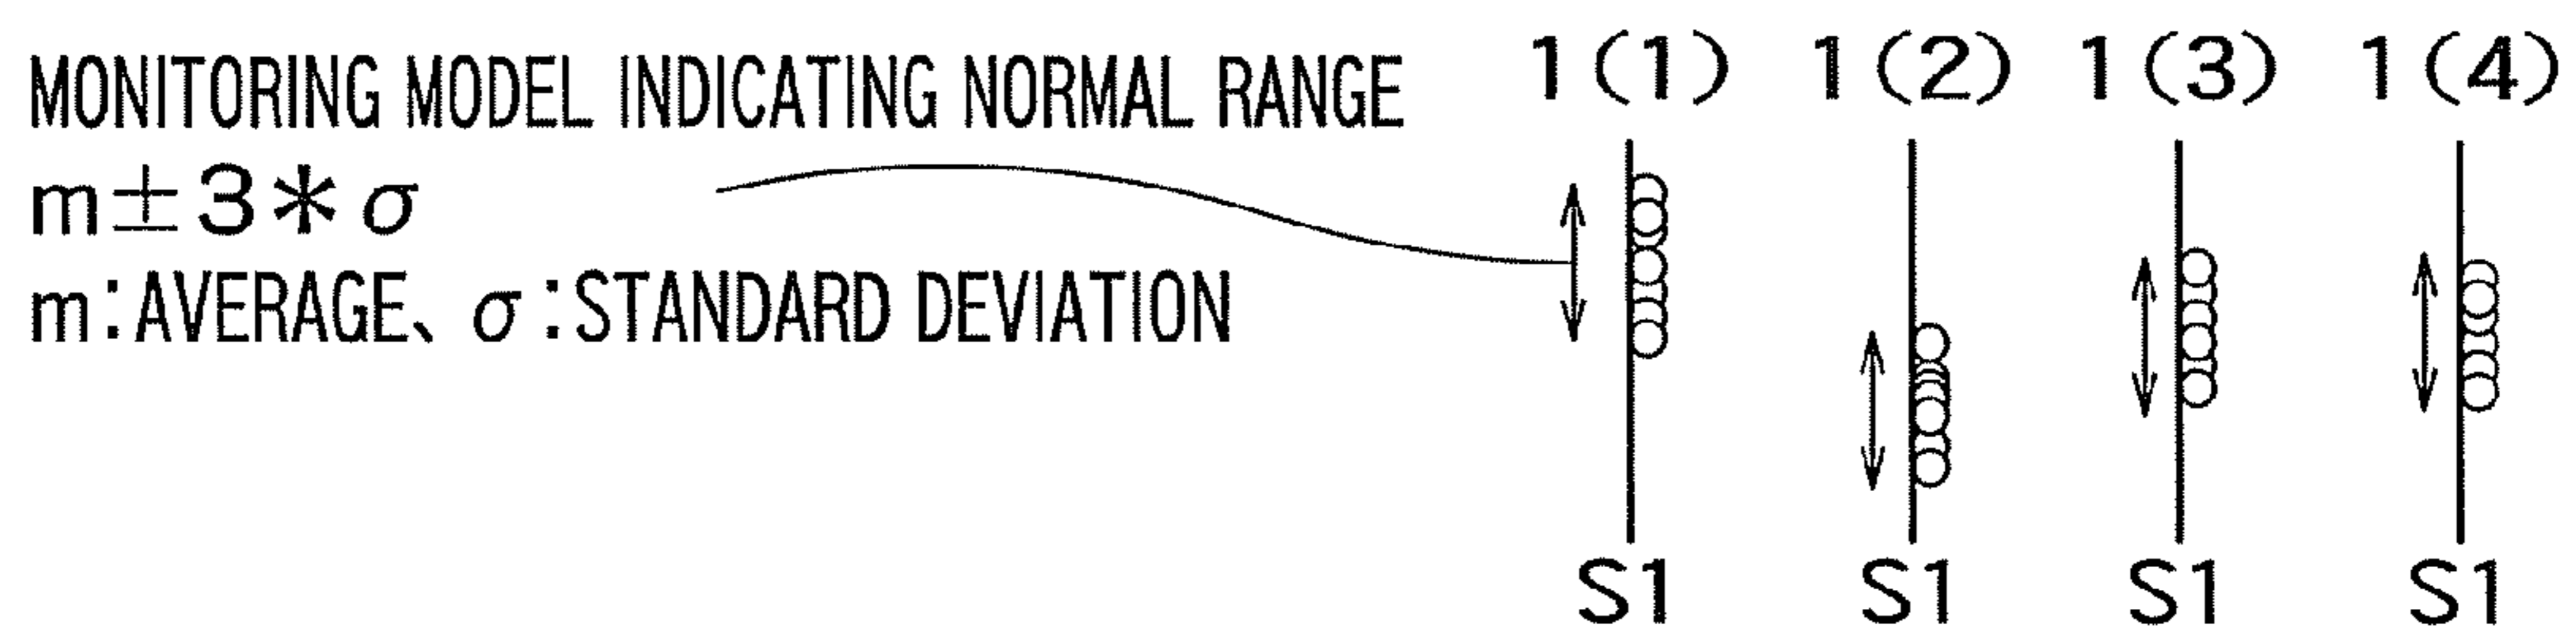 MONITORING MODEL INDICATING NORMAL RANGE
m±3*σ
m:AVERAGE、σ:STANDARD DEVIATION
1(1) 1(2) 1(3) 1(4)
S1 S1 S1 S1